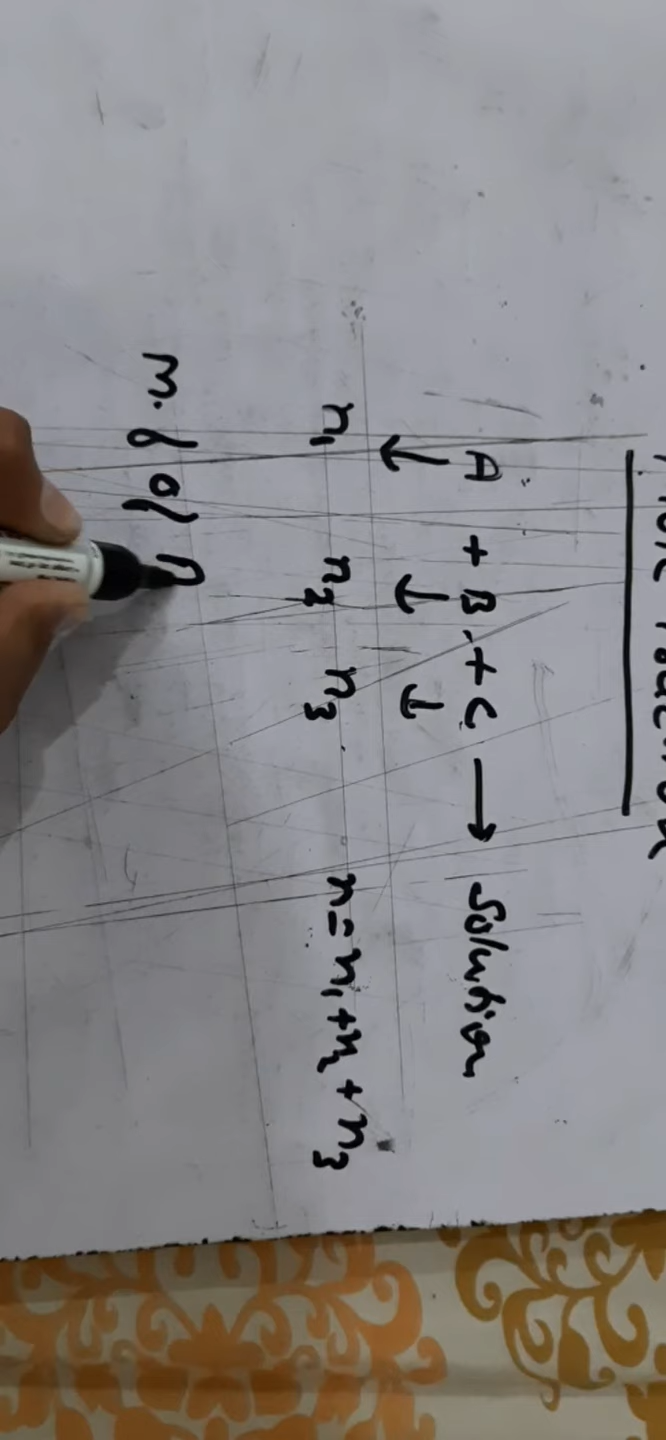 A + B + C → Solution
↓ ↓ ↓
n₁ n₂ n₃ n = n₁ + n₂ + n₃
m. f of A